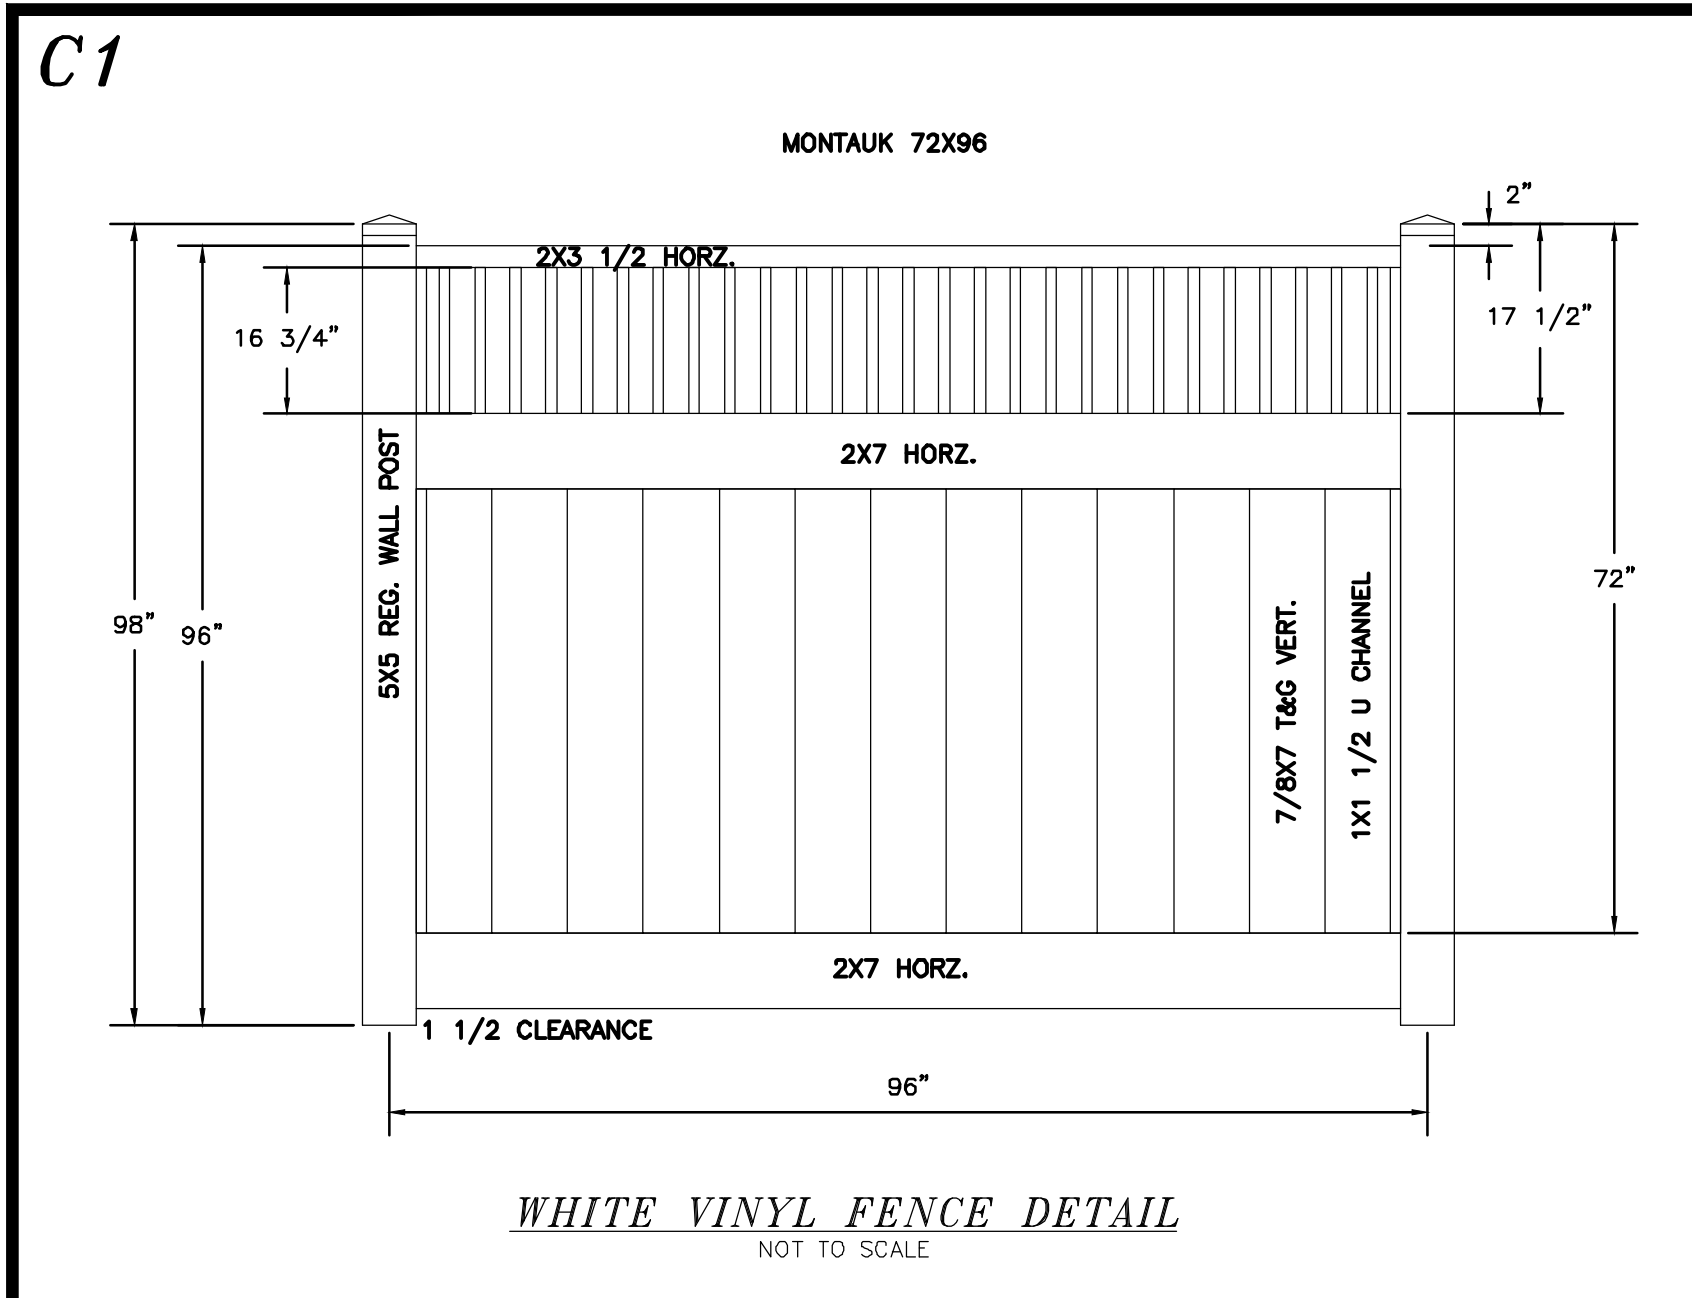 C1
MONTAUK 72X96
2”
2X3 1/2 HORZ.
16 3/4”
17 1/2”
2X7 HORZ.
5X5 REG. WALL POST
72”
98”
96”
7/8X7 T&G VERT.
1X1 1/2 U CHANNEL
2X7 HORZ.
1 1/2 CLEARANCE
96”
WHITE VINYL FENCE DETAIL
NOT TO SCALE